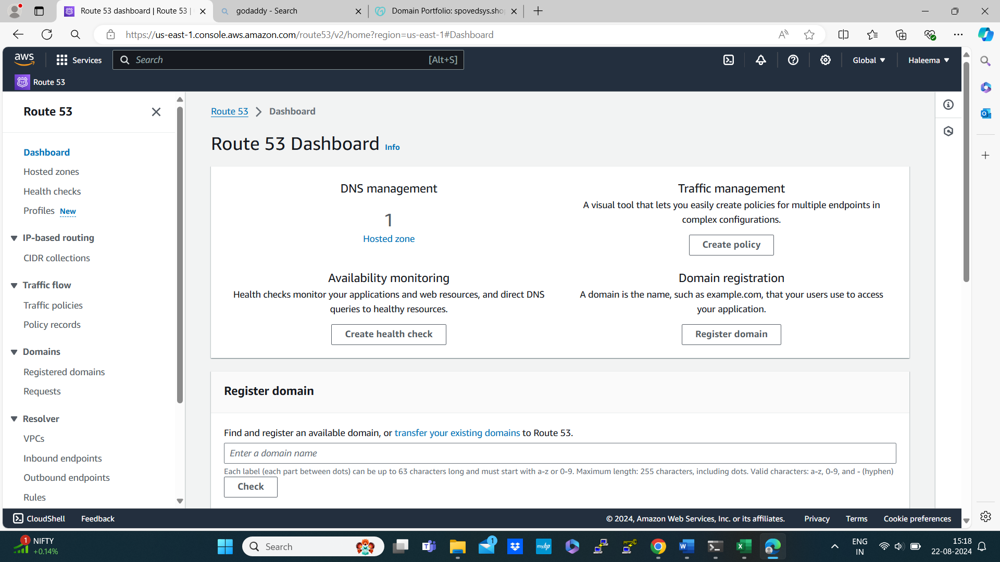 Route 53 dashboard | Route 53 |
godaddy - Search
Domain Portfolio: spovedsys.sho
https://us-east-1.console.aws.amazon.com/route53/v2/home?region=us-east-1#Dashboard
aws
Services
Search
[Alt+S]
Global
Haleema
Route 53
Route 53
Dashboard
Hosted zones
Health checks
Profiles New
IP-based routing
CIDR collections
Traffic flow
Traffic policies
Policy records
Domains
Registered domains
Requests
Resolver
VPCs
Inbound endpoints
Outbound endpoints
Rules
Route 53 > Dashboard
Route 53 Dashboard Info
DNS management
1
Hosted zone
Traffic management
A visual tool that lets you easily create policies for multiple endpoints in
complex configurations.
Create policy
Availability monitoring
Health checks monitor your applications and web resources, and direct DNS
queries to healthy resources.
Create health check
Domain registration
A domain is the name, such as example.com, that your users use to access
your application.
Register domain
Register domain
Find and register an available domain, or transfer your existing domains to Route 53.
Enter a domain name
Each label (each part between dots) can be up to 63 characters long and must start with a-z or 0-9. Maximum length: 255 characters, including dots. Valid characters: a-z, 0-9, and - (hyphen)
Check
CloudShell
Feedback
© 2024, Amazon Web Services, Inc. or its affiliates.
Privacy
Terms
Cookie preferences
1
NIFTY
+0.14%
Search
1
myhp
ENG
IN
15:18
22-08-2024